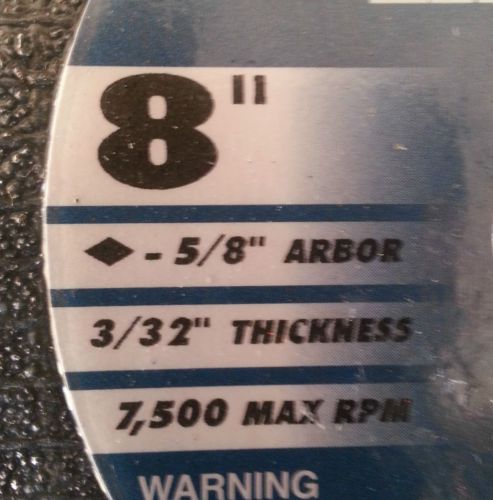 8"
◆ - 5/8" ARBOR
3/32" THICKNESS
7,500 MAX RPM
WARNING